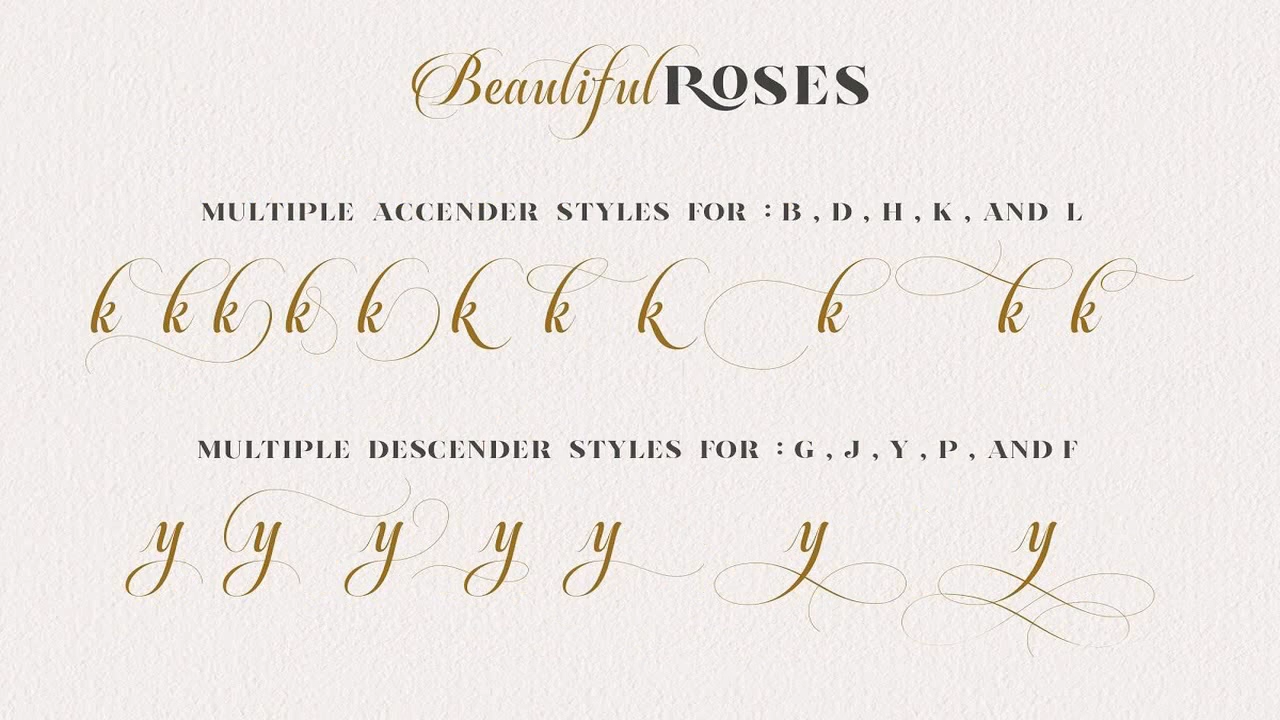 Beautiful ROSES
MULTIPLE ACCENDER STYLES FOR : B , D , H , K , AND L
k k k k k k k k k k k
MULTIPLE DESCENDER STYLES FOR : G , J , Y , P , AND F
y y y y y y y